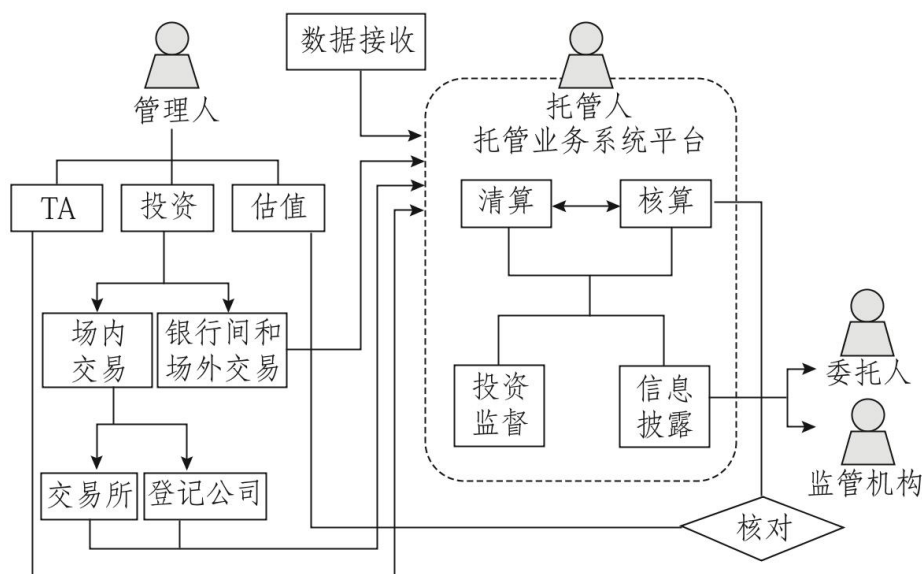 数据接收
管理人
托管人
托管业务系统平台
TA
投资
估值
清算
核算
场内
交易
银行间和
场外交易
投资
监督
信息
披露
委托人
监管机构
交易所
登记公司
核对